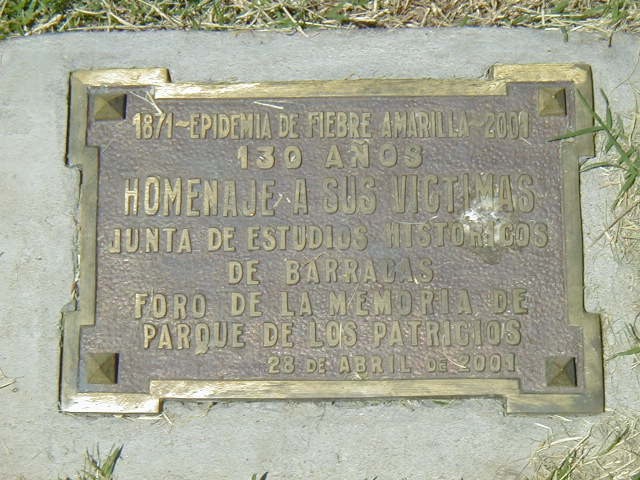 1871~EPIDEMIA DE FIEBRE AMARILLA~2001
130 AÑOS
HOMENAJE A SUS VICTIMAS
JUNTA DE ESTUDIOS HISTORICOS
DE BARRACAS
FORO DE LA MEMORIA DE
PARQUE DE LOS PATRICIOS
28 DE ABRIL DE 2001